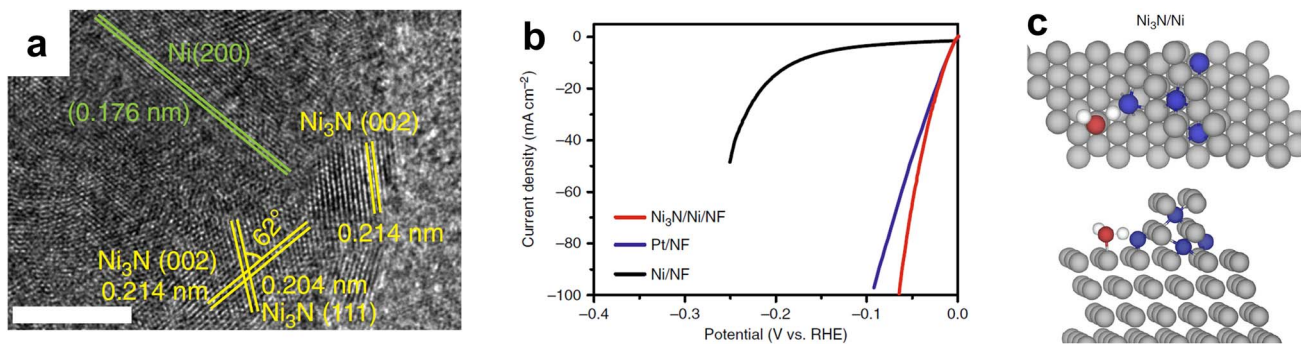 a
Ni(200)
(0.176 nm)
Ni₃N (002)
0.214 nm
62°
Ni₃N (002)
0.214 nm
0.204 nm
Ni₃N (111)
b
Current density (mA cm⁻²)
0
–20
–40
–60
–80
–100
Ni₃N/Ni/NF
Pt/NF
Ni/NF
–0.4
–0.3
–0.2
–0.1
0.0
Potential (V vs. RHE)
c
Ni₃N/Ni